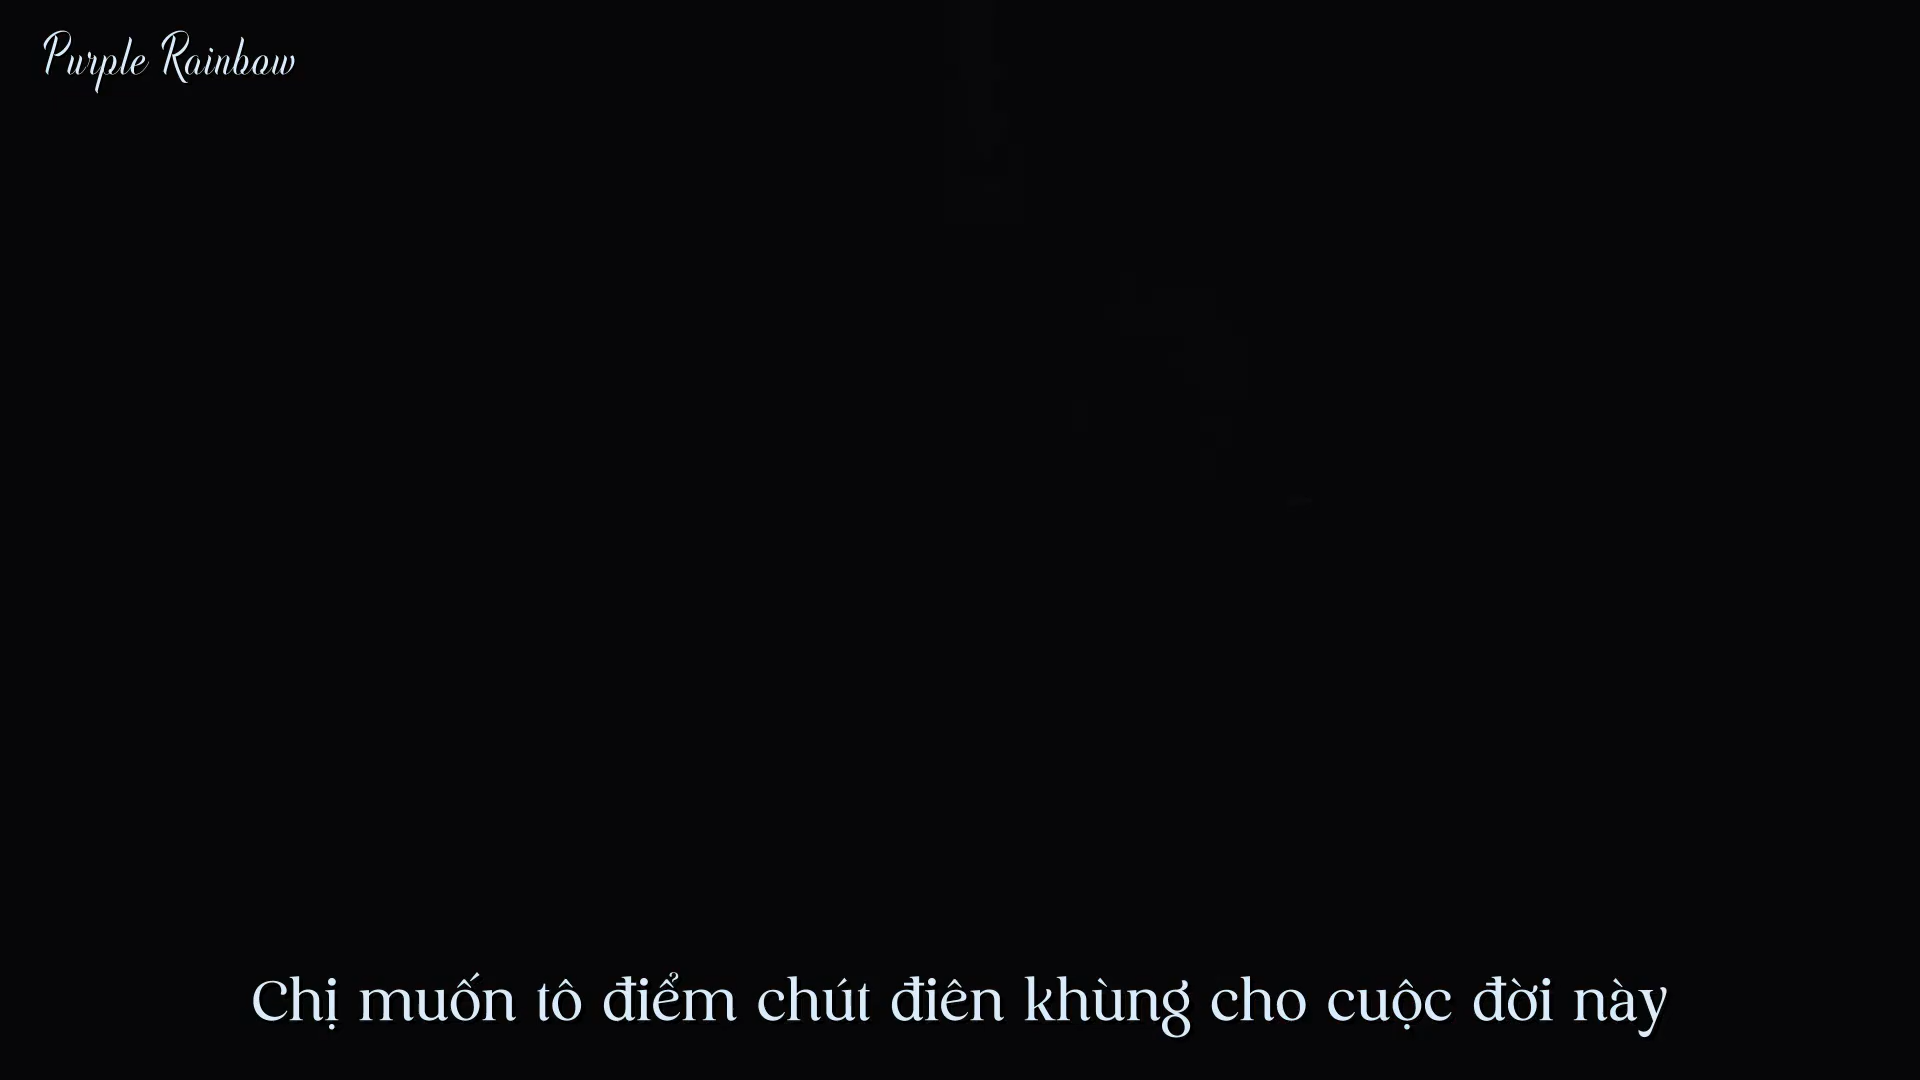 Purple Rainbow
Chị muốn tô điểm chút điên khùng cho cuộc đời này